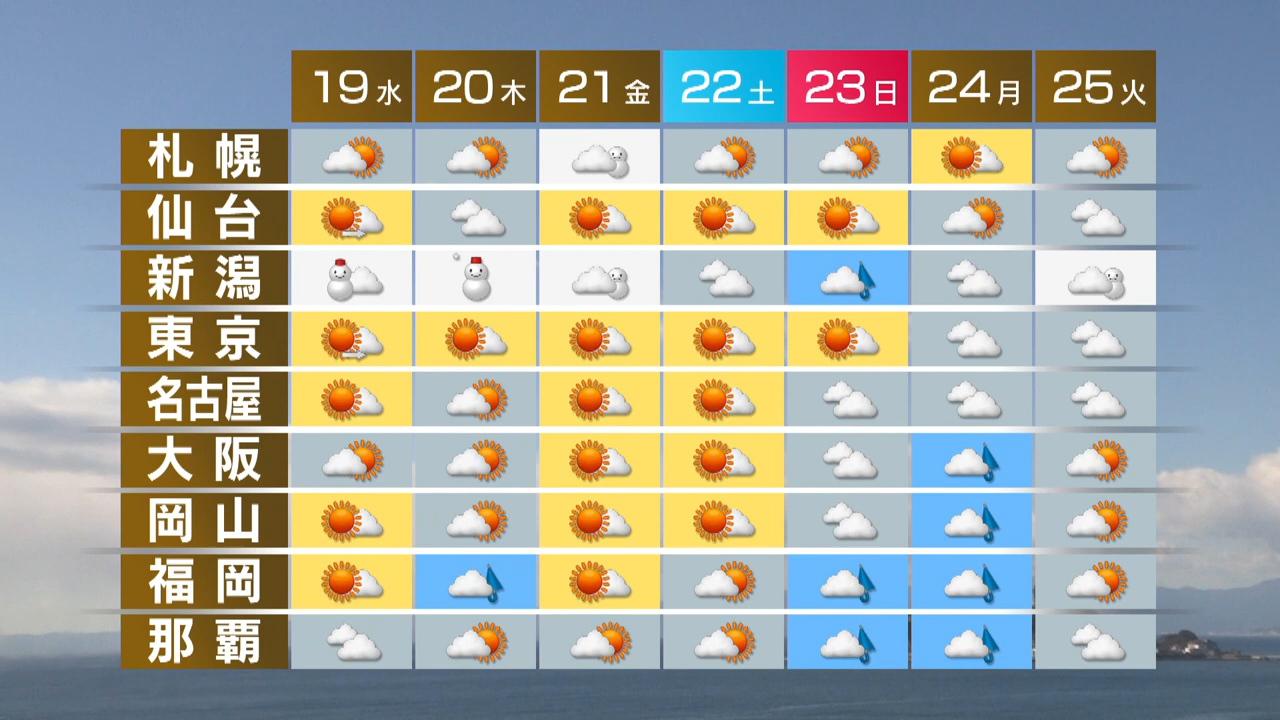 19水 20木 21金 22土 23日 24月 25火
札幌
仙台
新潟
東京
名古屋
大阪
岡山
福岡
那覇